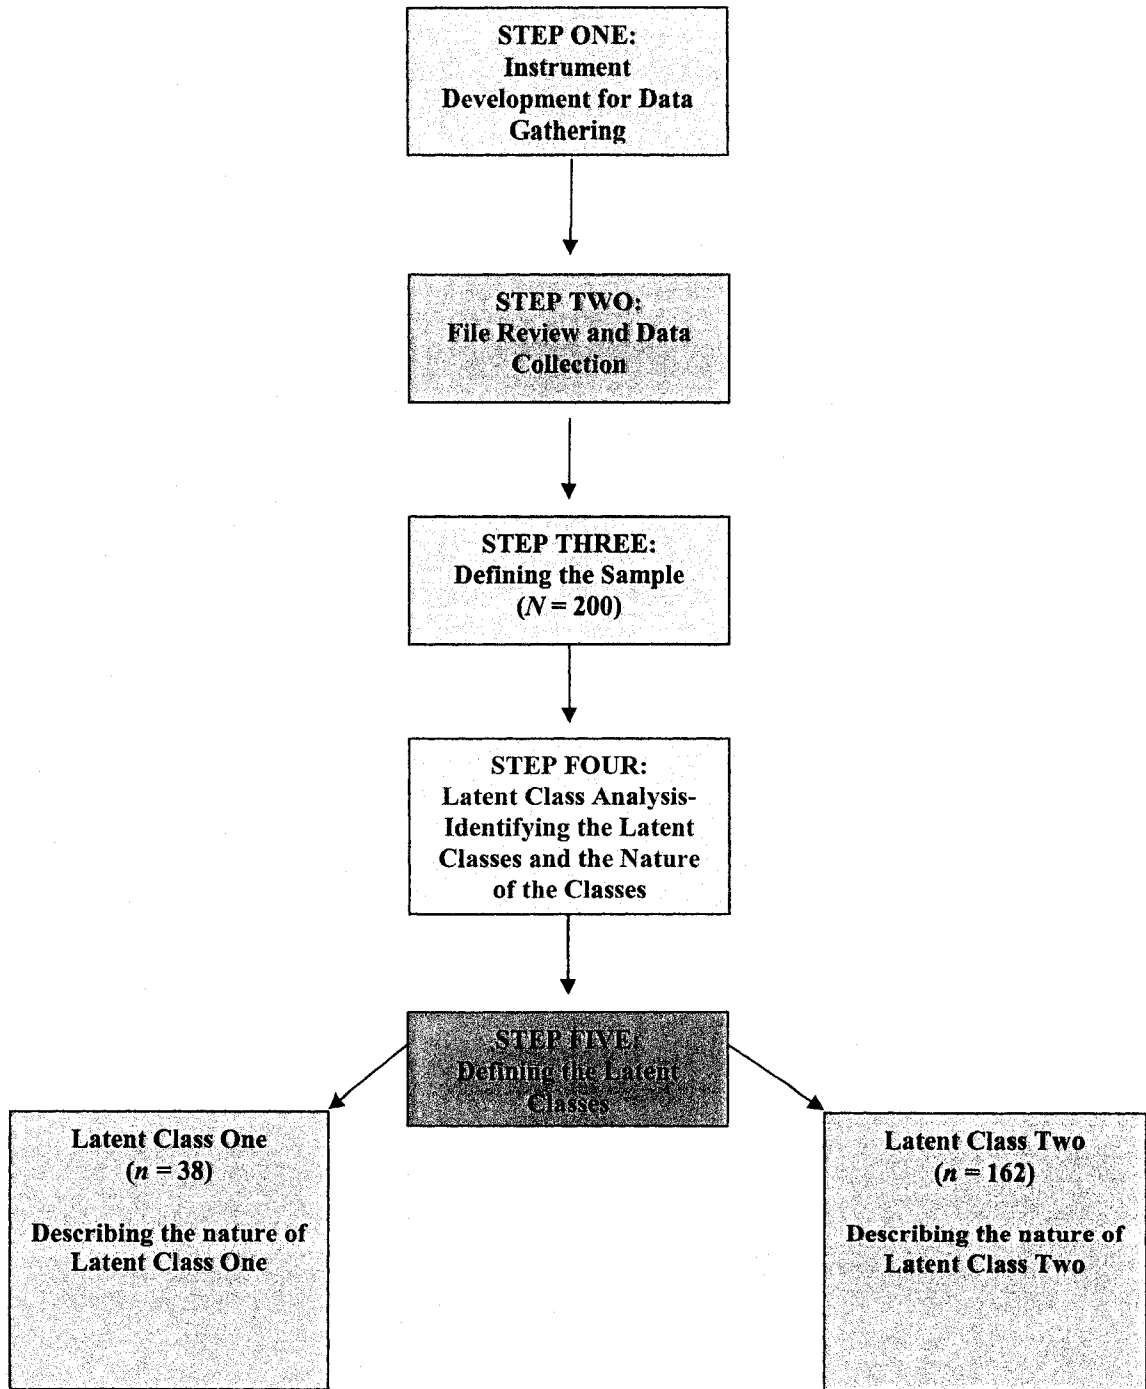 STEP ONE:
Instrument
Development for Data
Gathering
STEP TWO:
File Review and Data
Collection
STEP THREE:
Defining the Sample
(N = 200)
STEP FOUR:
Latent Class Analysis-
Identifying the Latent
Classes and the Nature
of the Classes
STEP FIVE:
Defining the Latent
Classes
Latent Class One
(n = 38)
Describing the nature of
Latent Class One
Latent Class Two
(n = 162)
Describing the nature of
Latent Class Two